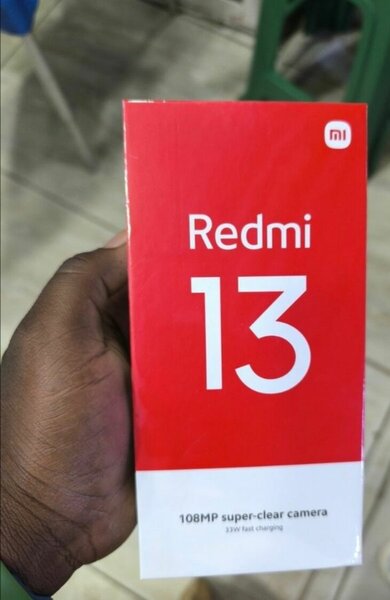 mi
Redmi
13
108MP super-clear camera
33W fast charging